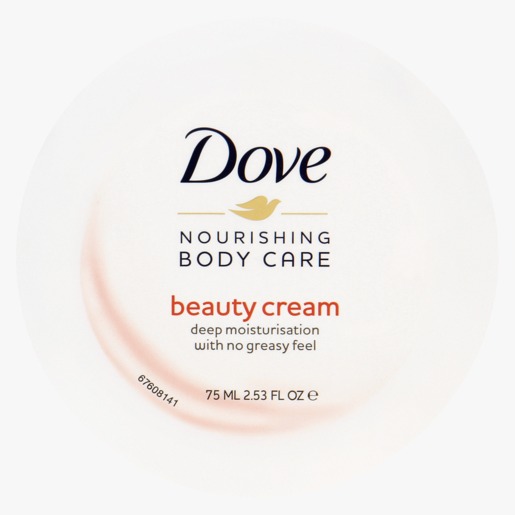 Dove
NOURISHING
BODY CARE
beauty cream
deep moisturisation
with no greasy feel
75 ML 2.53 FL OZ ℮
67608141